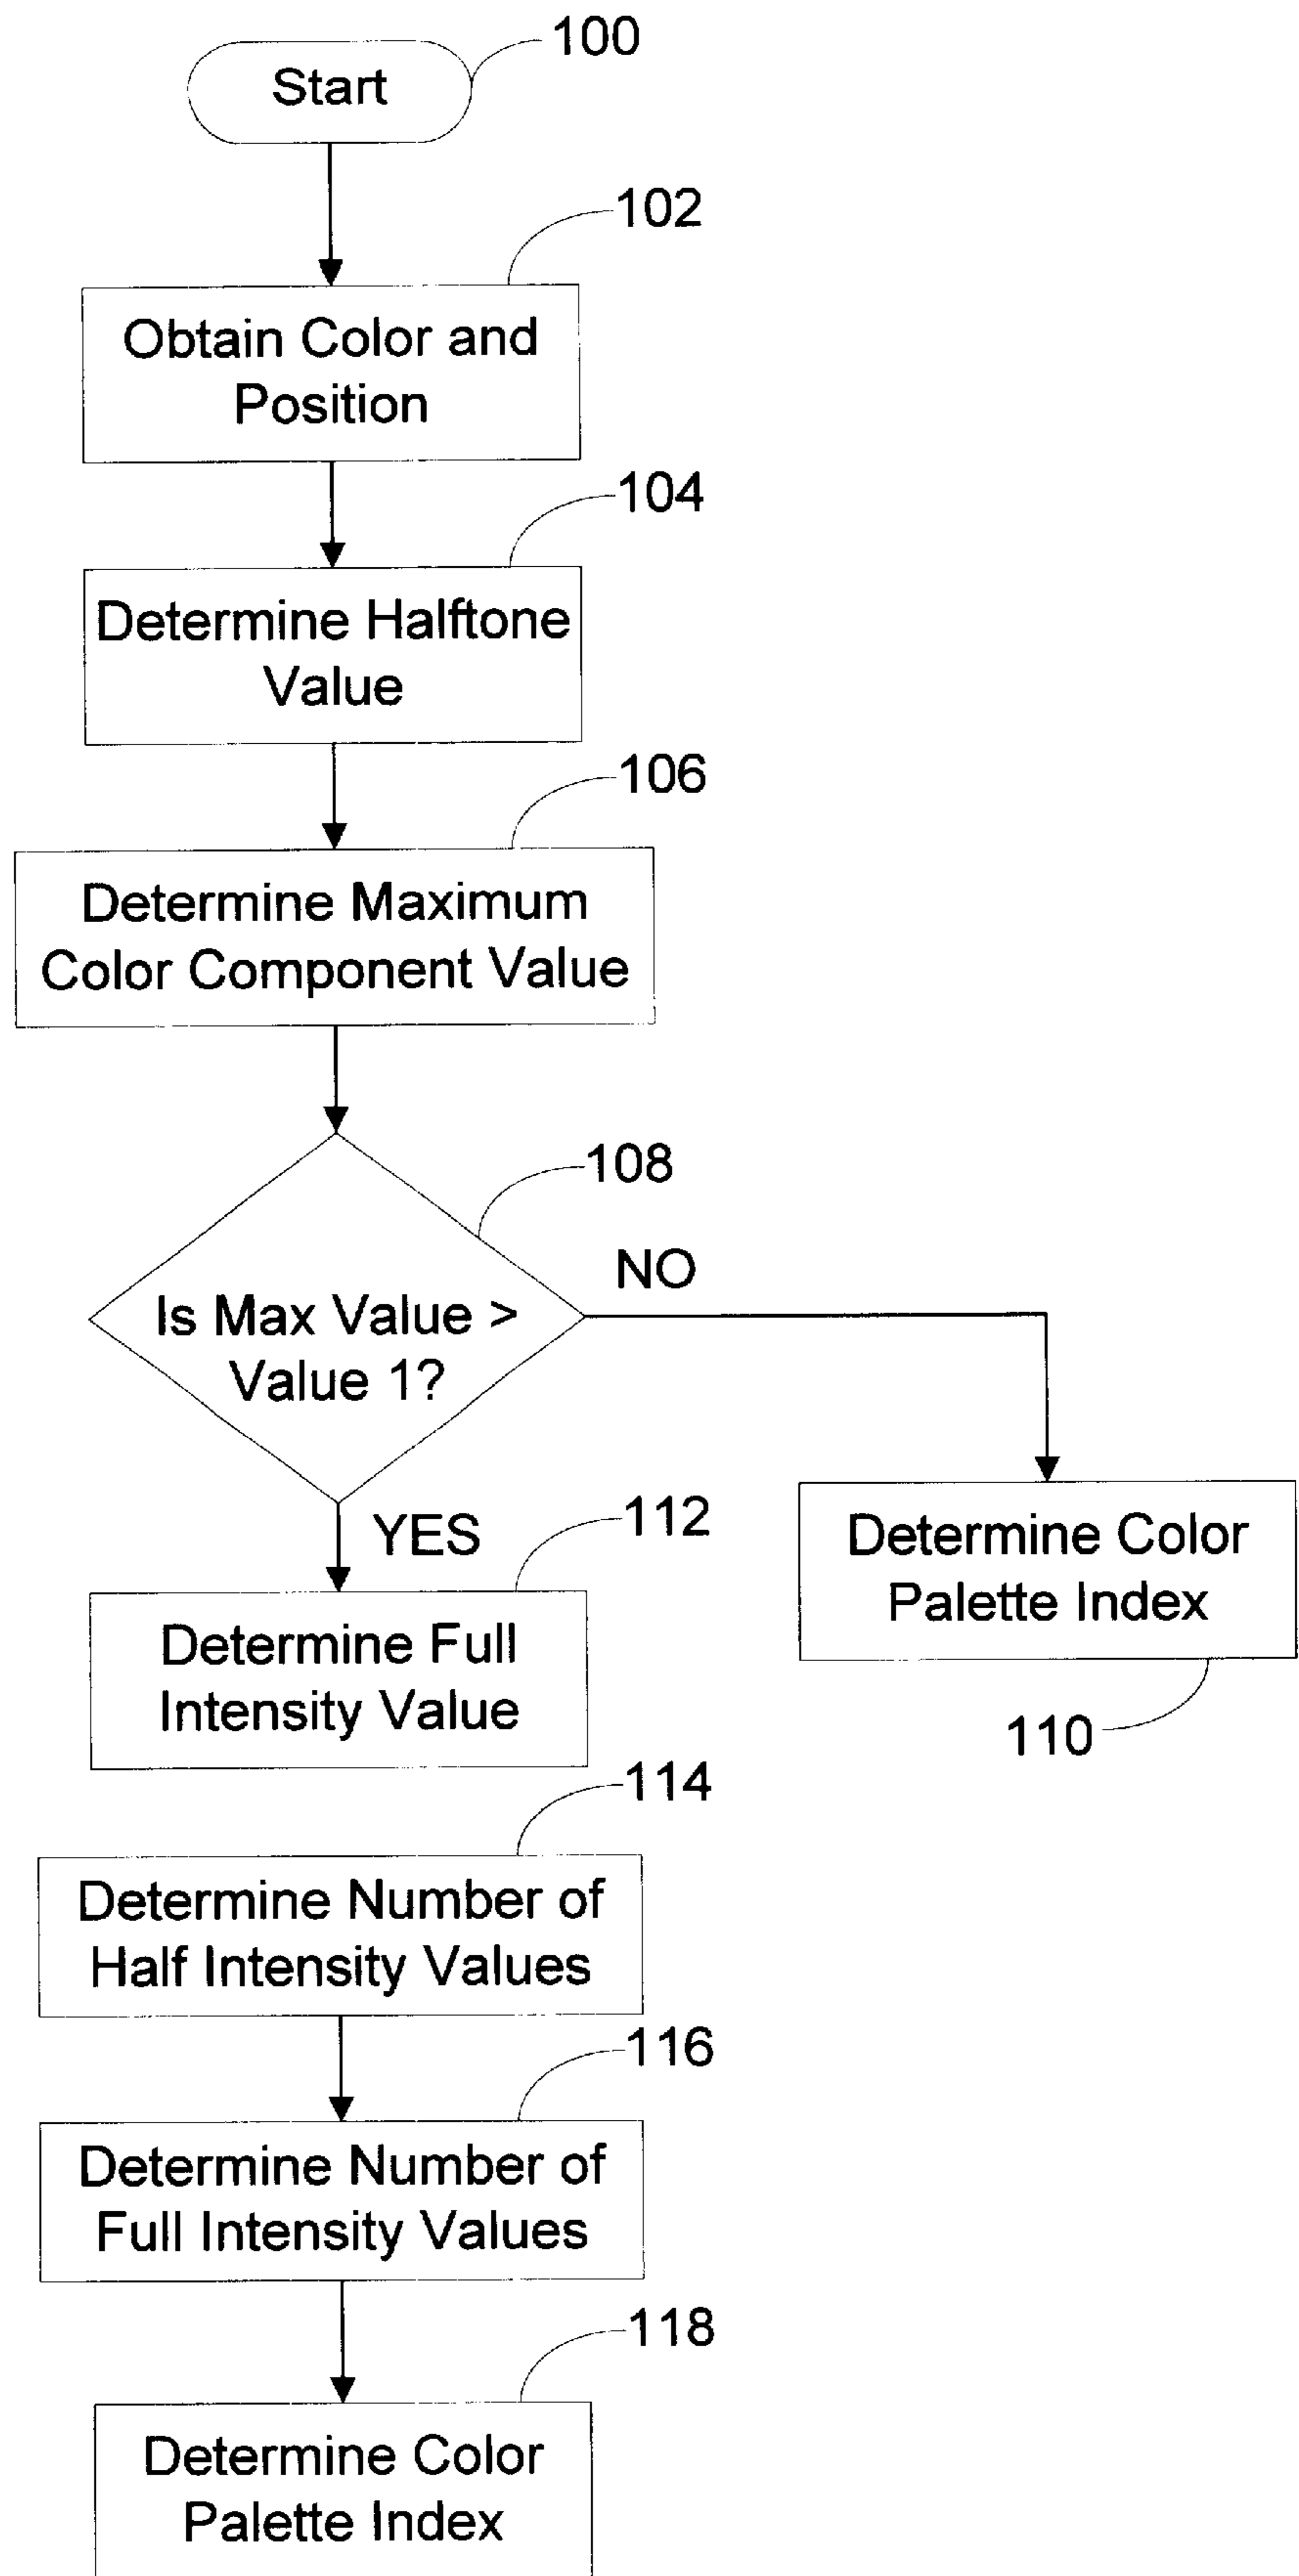 100
Start
102
Obtain Color and
Position
104
Determine Halftone
Value
106
Determine Maximum
Color Component Value
108
Is Max Value >
Value 1?
NO
YES
112
Determine Full
Intensity Value
Determine Color
Palette Index
110
114
Determine Number of
Half Intensity Values
116
Determine Number of
Full Intensity Values
118
Determine Color
Palette Index